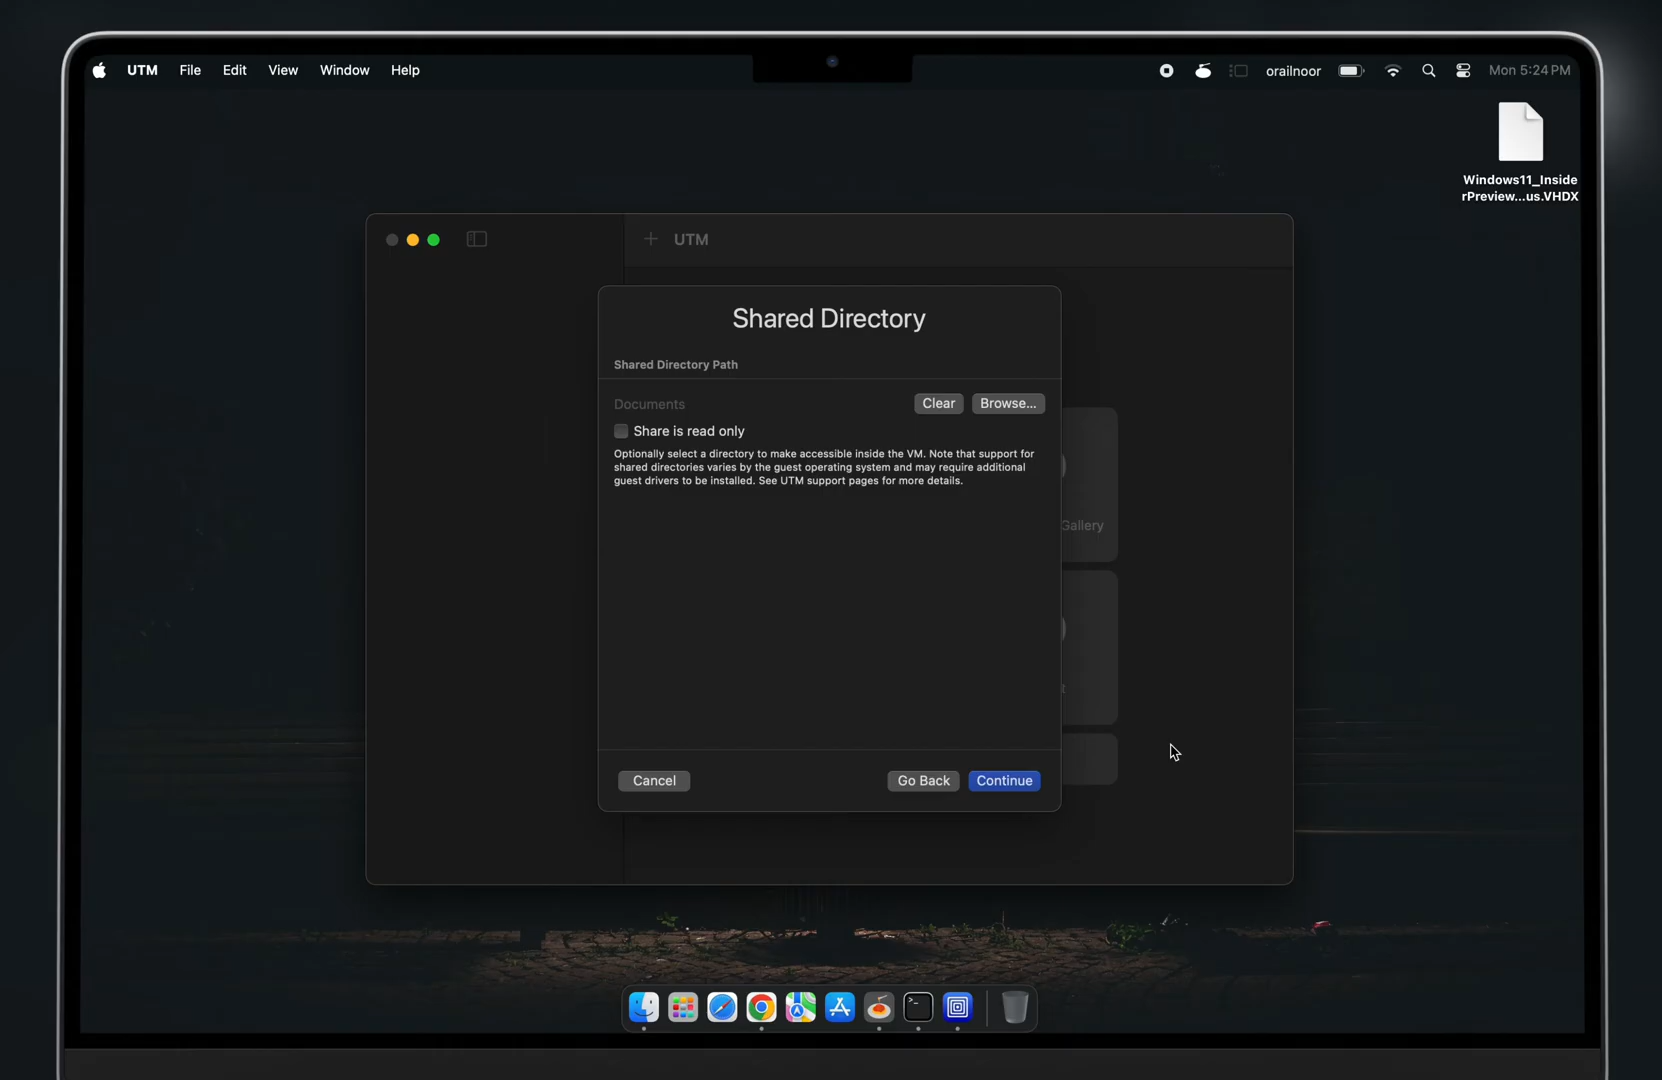 UTM File Edit View Window Help
orailnoor Mon 5:24 PM
Windows11_Inside
rPreview...us.VHDX
UTM
Shared Directory
Shared Directory Path
Documents Clear Browse...
Share is read only
Optionally select a directory to make accessible inside the VM. Note that support for
shared directories varies by the guest operating system and may require additional
guest drivers to be installed. See UTM support pages for more details.
Gallery
Cancel Go Back Continue